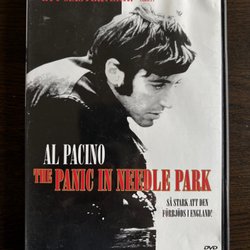 AL PACINO
THE PANIC IN NEEDLE PARK
SÅ STARK ATT DEN
FÖRBJÖDS I ENGLAND!
DVD